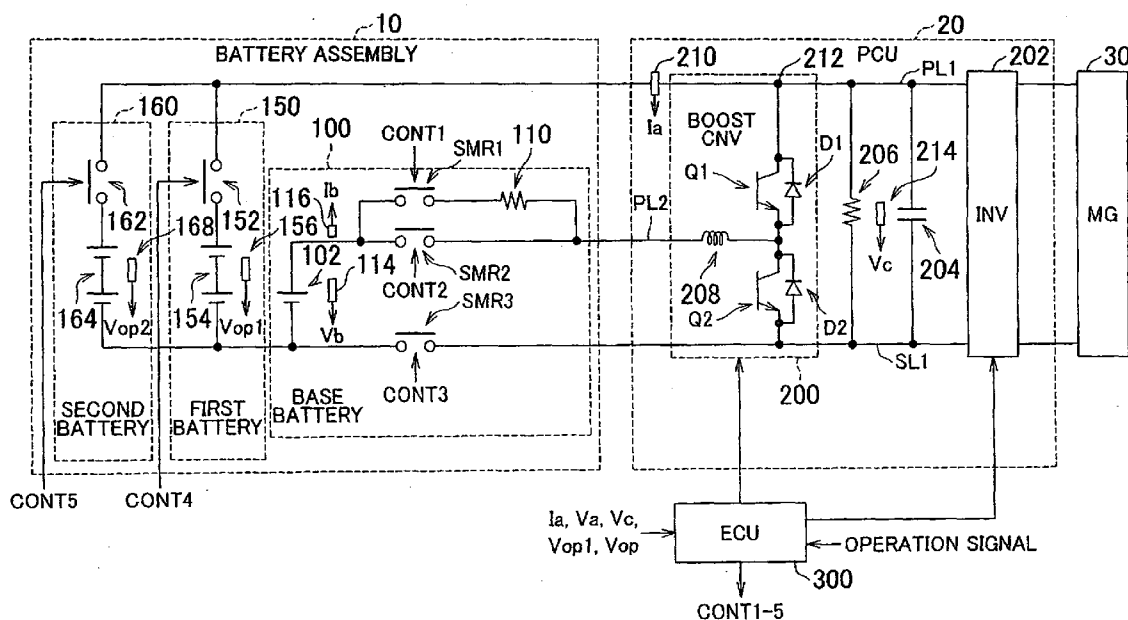 10
BATTERY ASSEMBLY
20
PCU
210
212
202
30
PL1
160
150
Ia
BOOST
CNV
100
CONT1
SMR1
110
D1
206
214
Q1
Ib
116
PL2
INV
MG
162
168
152
156
102
114
CONT2
SMR2
SMR3
208
Vc
204
Q2
D2
164
Vop2
154
Vop1
Vb
SL1
CONT3
200
SECOND
BATTERY
FIRST
BATTERY
BASE
BATTERY
CONT5
CONT4
Ia, Va, Vc,
Vop1, Vop
ECU
OPERATION SIGNAL
300
CONT1-5